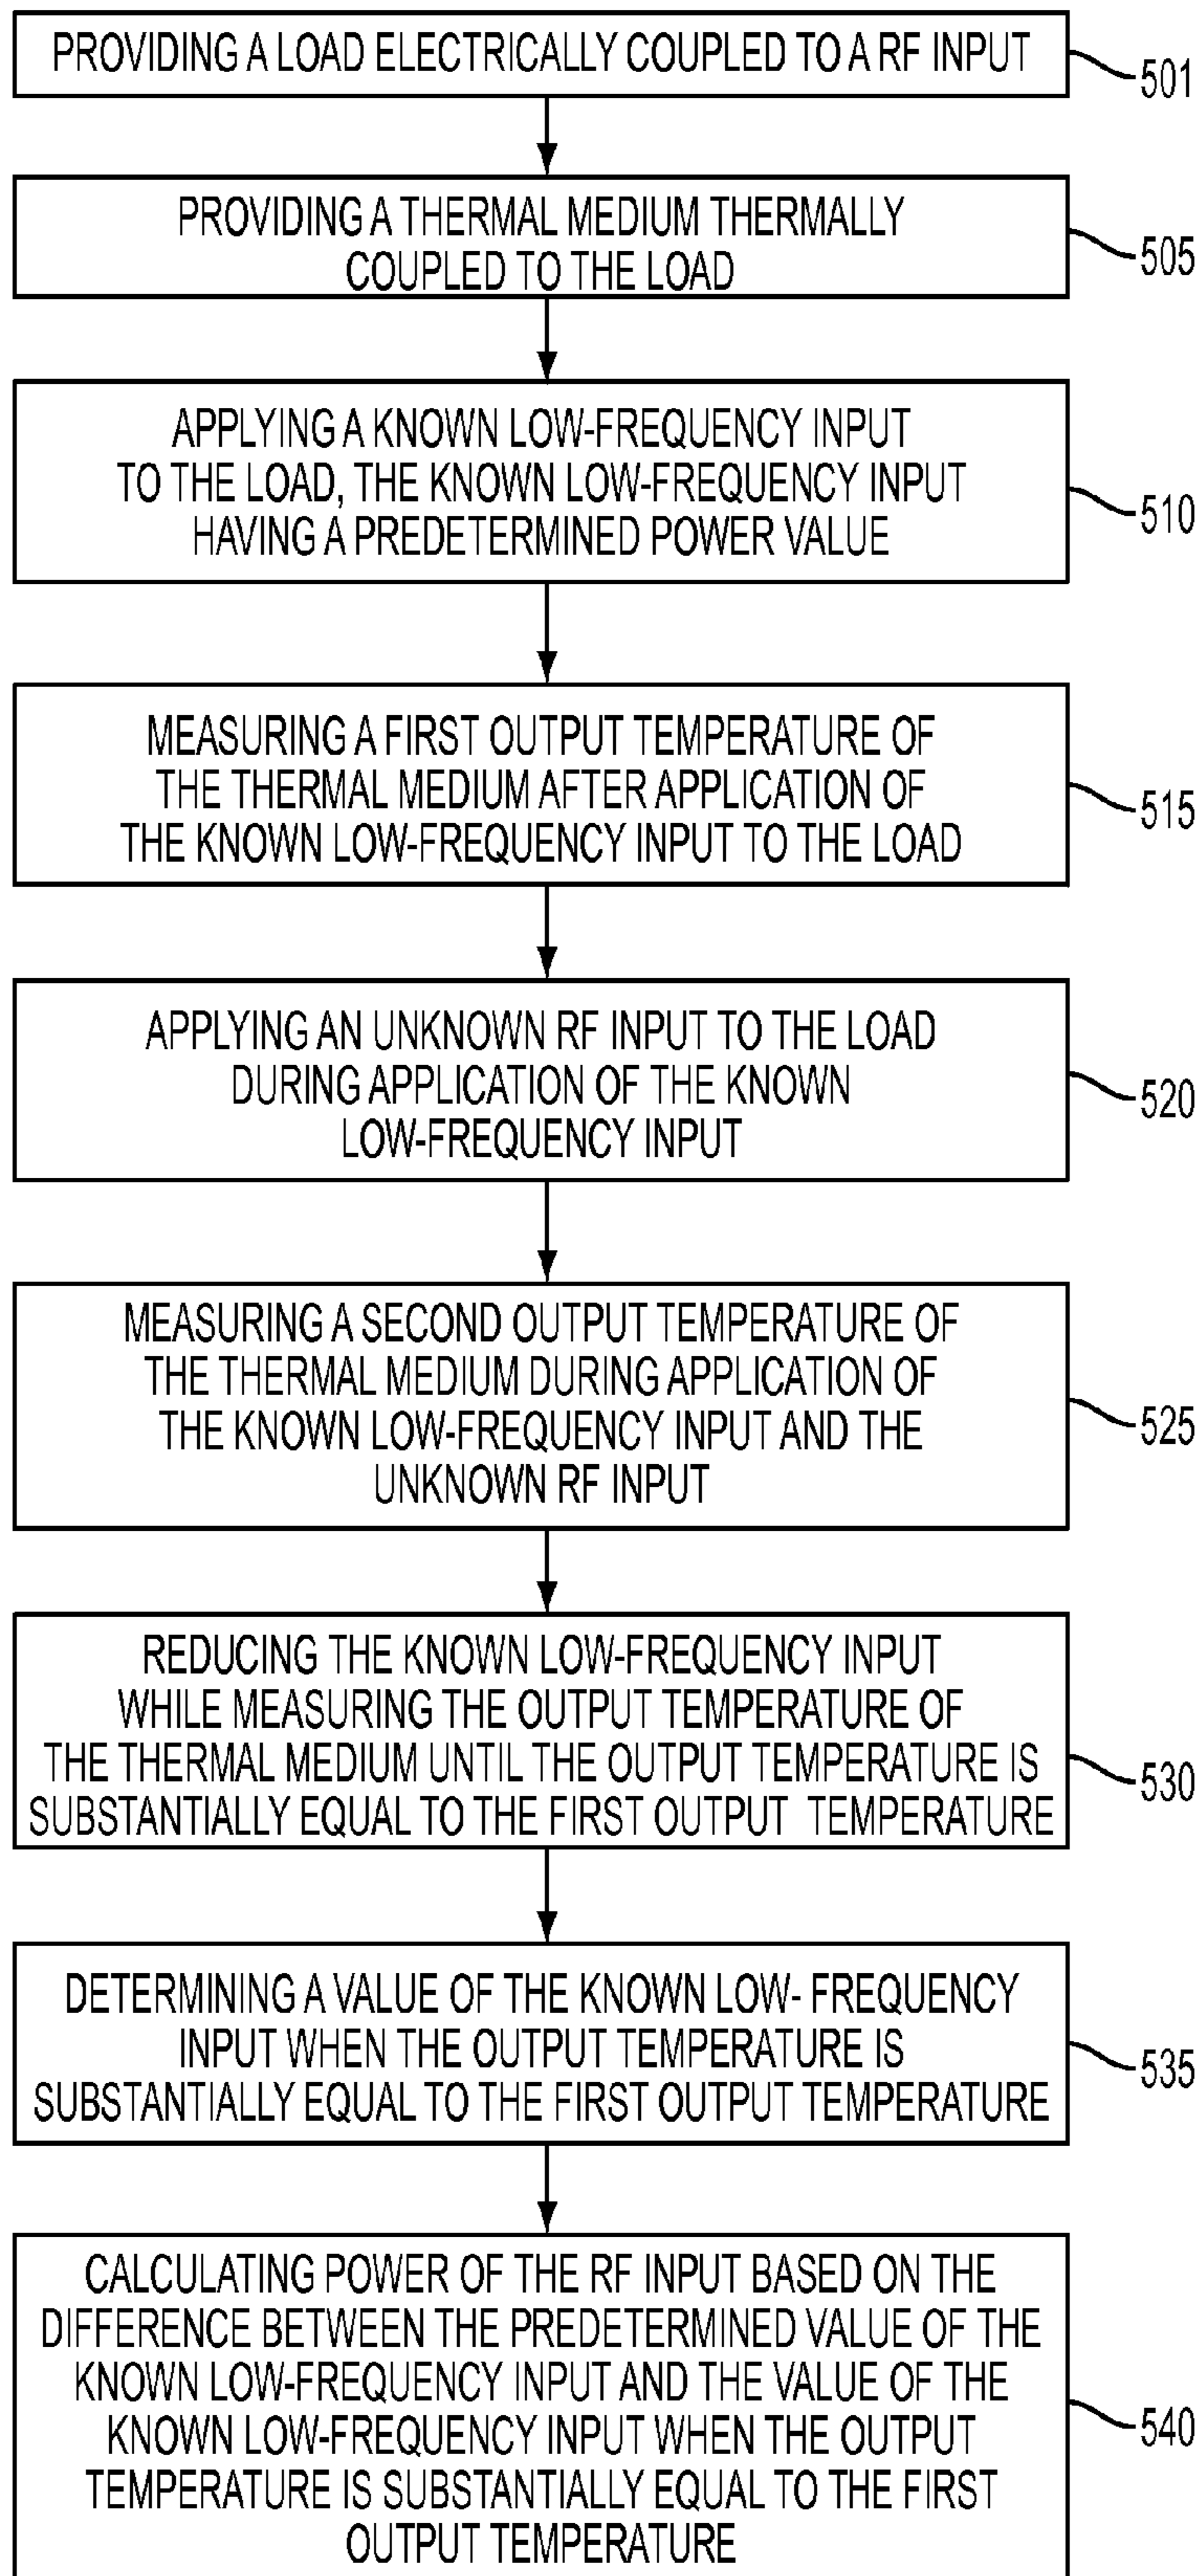 PROVIDING A LOAD ELECTRICALLY COUPLED TO A RF INPUT
501
PROVIDING A THERMAL MEDIUM THERMALLY
COUPLED TO THE LOAD
505
APPLYING A KNOWN LOW-FREQUENCY INPUT
TO THE LOAD, THE KNOWN LOW-FREQUENCY INPUT
HAVING A PREDETERMINED POWER VALUE
510
MEASURING A FIRST OUTPUT TEMPERATURE OF
THE THERMAL MEDIUM AFTER APPLICATION OF
THE KNOWN LOW-FREQUENCY INPUT TO THE LOAD
515
APPLYING AN UNKNOWN RF INPUT TO THE LOAD
DURING APPLICATION OF THE KNOWN
LOW-FREQUENCY INPUT
520
MEASURING A SECOND OUTPUT TEMPERATURE OF
THE THERMAL MEDIUM DURING APPLICATION OF
THE KNOWN LOW-FREQUENCY INPUT AND THE
UNKNOWN RF INPUT
525
REDUCING THE KNOWN LOW-FREQUENCY INPUT
WHILE MEASURING THE OUTPUT TEMPERATURE OF
THE THERMAL MEDIUM UNTIL THE OUTPUT TEMPERATURE IS
SUBSTANTIALLY EQUAL TO THE FIRST OUTPUT TEMPERATURE
530
DETERMINING A VALUE OF THE KNOWN LOW- FREQUENCY
INPUT WHEN THE OUTPUT TEMPERATURE IS
SUBSTANTIALLY EQUAL TO THE FIRST OUTPUT TEMPERATURE
535
CALCULATING POWER OF THE RF INPUT BASED ON THE
DIFFERENCE BETWEEN THE PREDETERMINED VALUE OF THE
KNOWN LOW-FREQUENCY INPUT AND THE VALUE OF THE
KNOWN LOW-FREQUENCY INPUT WHEN THE OUTPUT
TEMPERATURE IS SUBSTANTIALLY EQUAL TO THE FIRST
OUTPUT TEMPERATURE
540